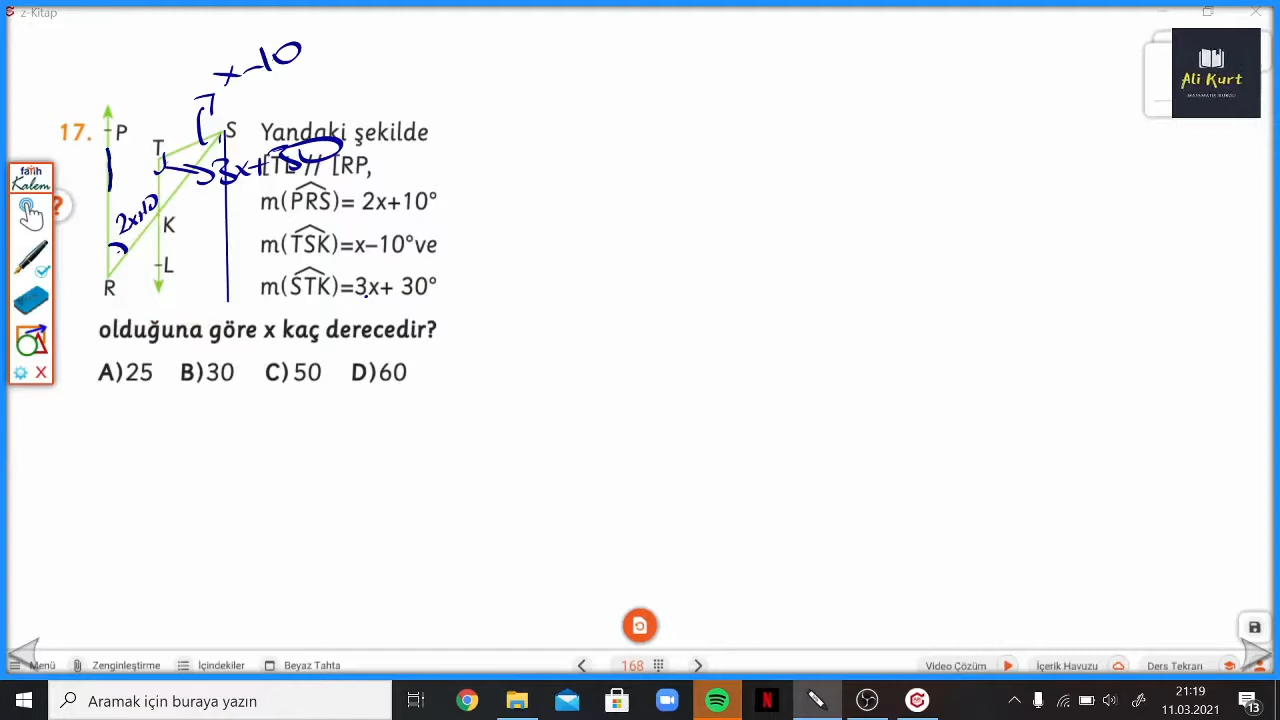 z-Kitap
Ali Kurt
x-10
17.
P
T
S
Yandaki şekilde
[TL // [RP,
3x+30
m(PRS)= 2x+10°
2x+10
K
m(TSK)=x–10°ve
L
R
m(STK)=3x+ 30°
olduğuna göre x kaç derecedir?
A)25 B)30 C)50 D)60
fatih
Kalem
?
Menü
Zenginleştirme
İçindekiler
Beyaz Tahta
168
Video Çözüm
İçerik Havuzu
Ders Tekrarı
Aramak için buraya yazın
21:19
11.03.2021
13